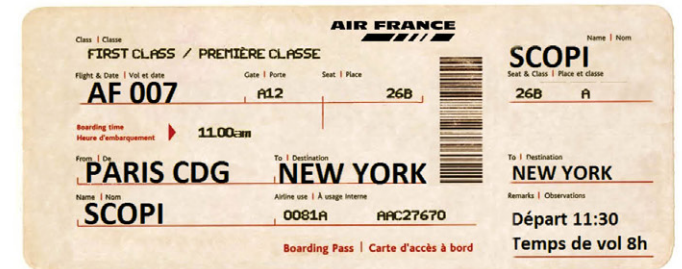 AIR FRANCE
Class | Classe
FIRST CLASS / PREMIÈRE CLASSE
Flight & Date | Vol et date
Gate | Porte
Seat | Place
AF 007
A12
26B
Boarding time
Heure d'embarquement
11.00am
From | De
To | Destination
PARIS CDG
NEW YORK
Name | Nom
Airline use | À usage interne
SCOPI
0081A
AAC27670
Boarding Pass | Carte d'accès à bord
Name | Nom
SCOPI
Seat & Class | Place et classe
26B
A
To | Destination
NEW YORK
Remarks | Observations
Départ 11:30
Temps de vol 8h